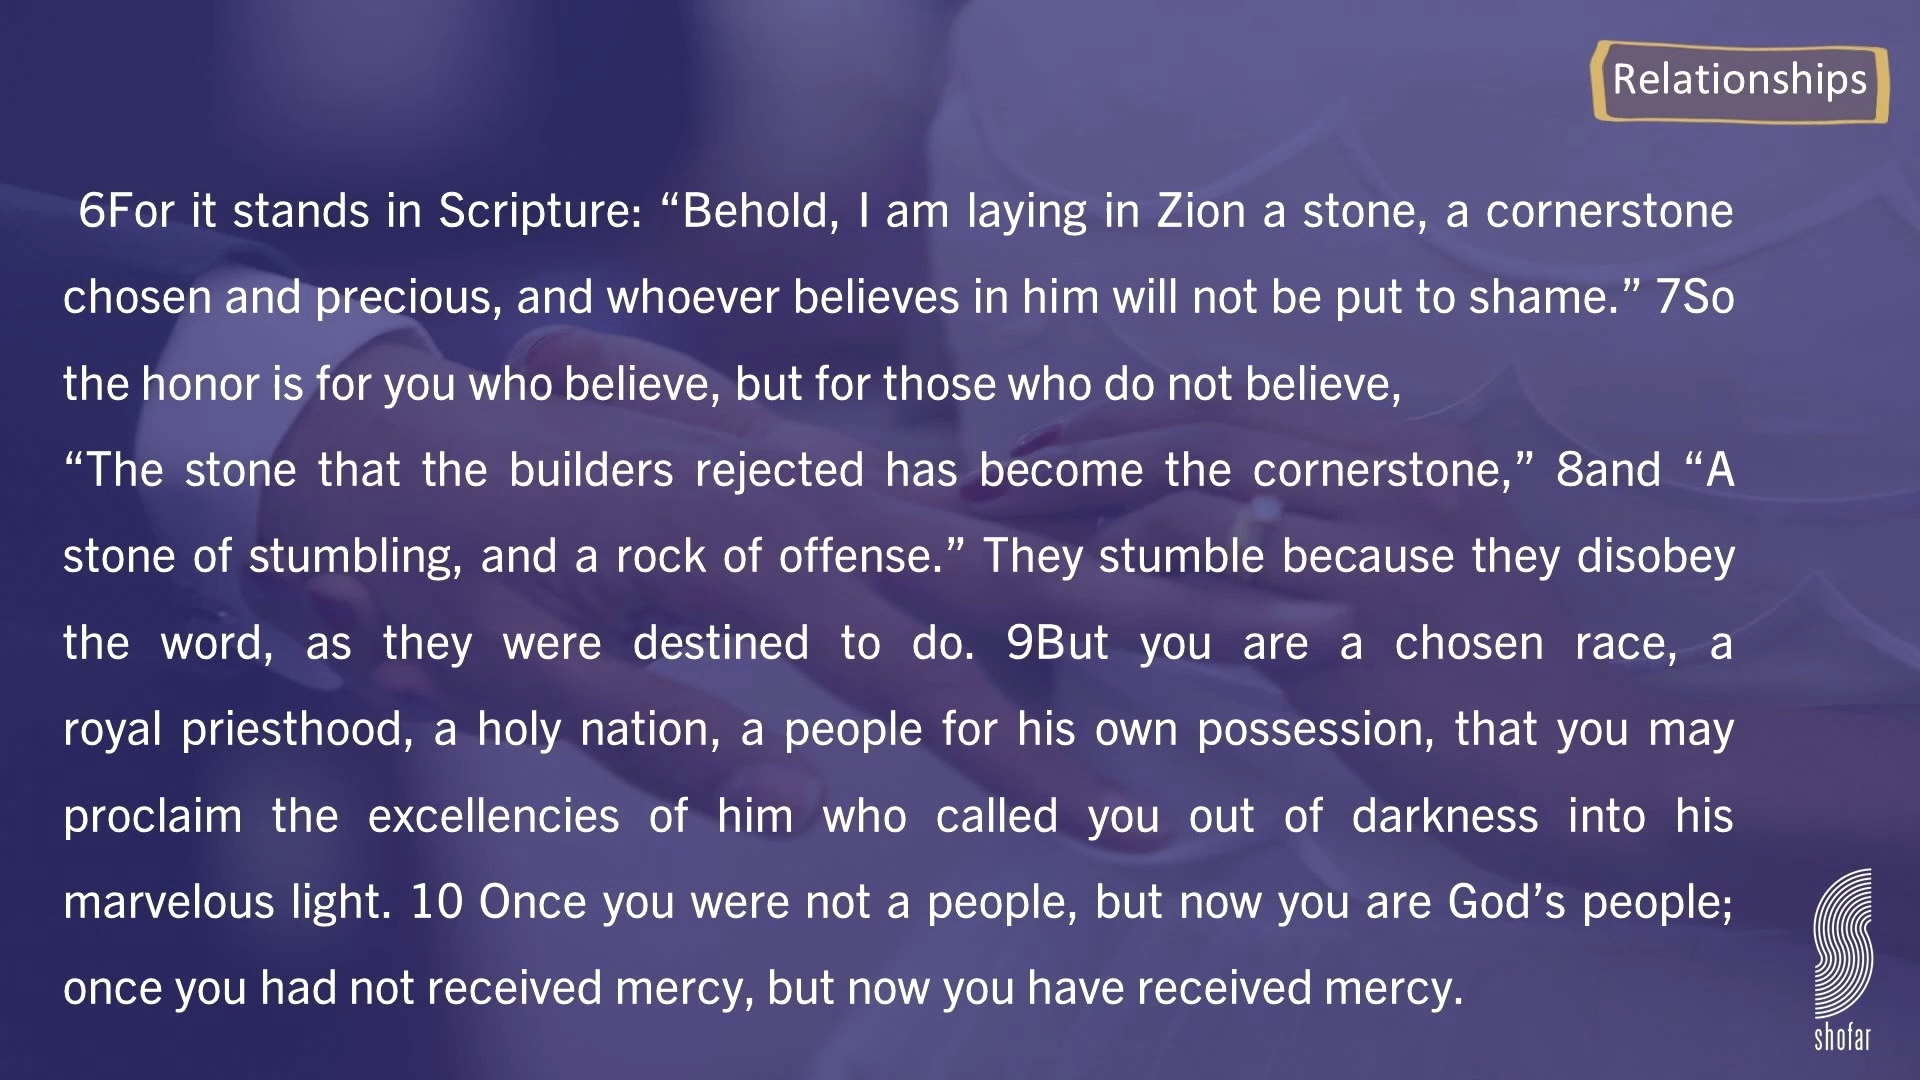 Relationships
6For it stands in Scripture: “Behold, I am laying in Zion a stone, a cornerstone
chosen and precious, and whoever believes in him will not be put to shame.” 7So
the honor is for you who believe, but for those who do not believe,
“The stone that the builders rejected has become the cornerstone,” 8and “A
stone of stumbling, and a rock of offense.” They stumble because they disobey
the word, as they were destined to do. 9But you are a chosen race, a
royal priesthood, a holy nation, a people for his own possession, that you may
proclaim the excellencies of him who called you out of darkness into his
marvelous light. 10 Once you were not a people, but now you are God’s people;
once you had not received mercy, but now you have received mercy.
shofar